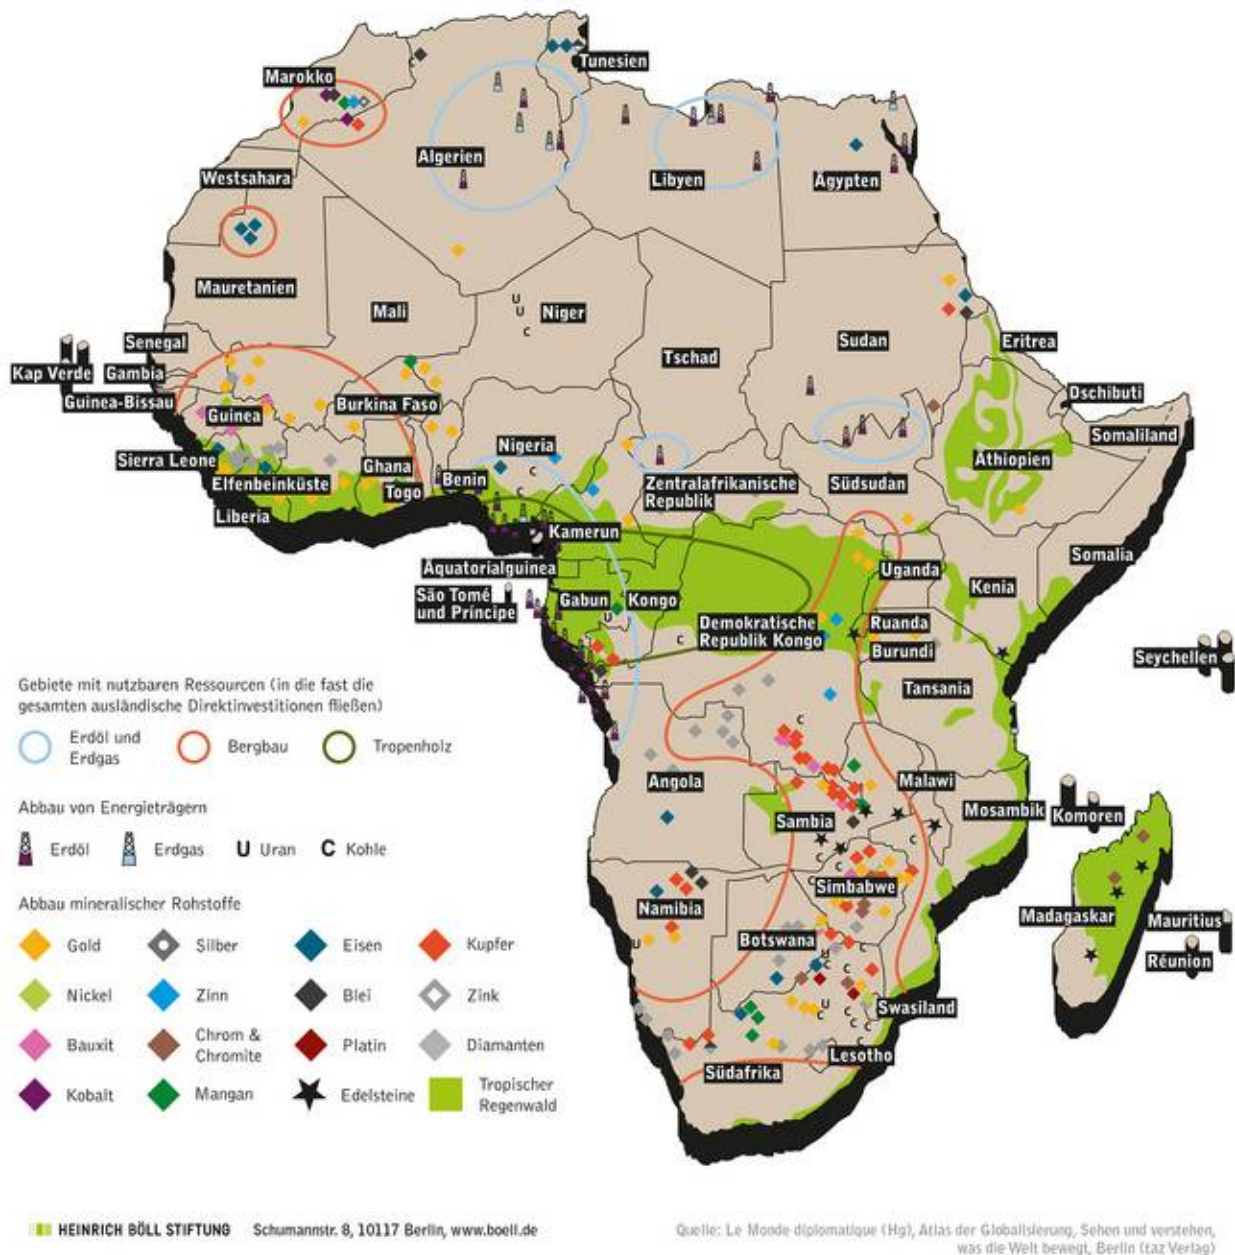 Tunesien
Marokko
Algerien
Westsahara
Libyen
Ägypten
Mauretanien
Mali
U
U
C
Niger
Senegal
Sudan
Eritrea
Tschad
Kap Verde
Gambia
Dschibuti
Guinea-Bissau
Guinea
Burkina Faso
Somaliland
Nigeria
Äthiopien
Sierra Leone
Ghana
Benin
C
Zentralafrikanische
Republik
Südsudan
Elfenbeinküste
Togo
C
Liberia
Kamerun
Somalia
Äquatorialguinea
Uganda
Kenia
São Tomé
und Príncipe
Gabun
Kongo
U
Demokratische
Republik Kongo
C
Ruanda
Burundi
Seychellen
Tansania
Gebiete mit nutzbaren Ressourcen (in die fast die
gesamten ausländische Direktinvestitionen fließen)
Erdöl und
Erdgas
Bergbau
Tropenholz
C
Angola
Malawi
Mosambik
Komoren
Sambia
Abbau von Energieträgern
Erdöl
Erdgas
U Uran
C Kohle
C
C
C
Simbabwe
Abbau mineralischer Rohstoffe
Namibia
Madagaskar
Mauritius
Réunion
Botswana
U
C
U
C
C
Gold
Silber
Eisen
Kupfer
Nickel
Zinn
Blei
Zink
U
C
C
C
C
C
Swasiland
Bauxit
Chrom &
Chromite
Platin
Diamanten
Lesotho
C
Südafrika
Kobalt
Mangan
Edelsteine
Tropischer
Regenwald
HEINRICH BÖLL STIFTUNG Schumannstr. 8, 10117 Berlin, www.boell.de
Quelle: Le Monde diplomatique (Hg), Atlas der Globalisierung, Sehen und verstehen,
was die Welt bewegt, Berlin (taz Verlag)